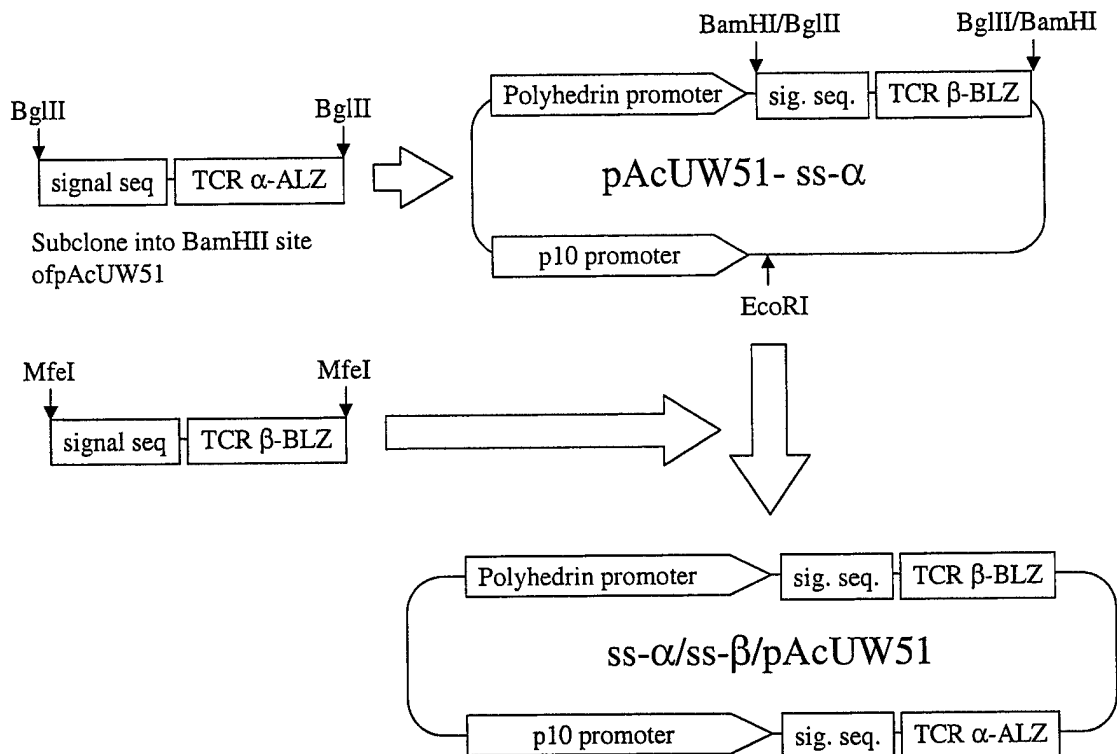 BamHI/BglII
BglII/BamHI
BglII
BglII
Polyhedrin promoter
sig. seq.
TCR β-BLZ
signal seq
TCR α-ALZ
pAcUW51- ss-α
Subclone into BamHII site
ofpAcUW51
p10 promoter
EcoRI
MfeI
MfeI
signal seq
TCR β-BLZ
Polyhedrin promoter
sig. seq.
TCR β-BLZ
ss-α/ss-β/pAcUW51
p10 promoter
sig. seq.
TCR α-ALZ